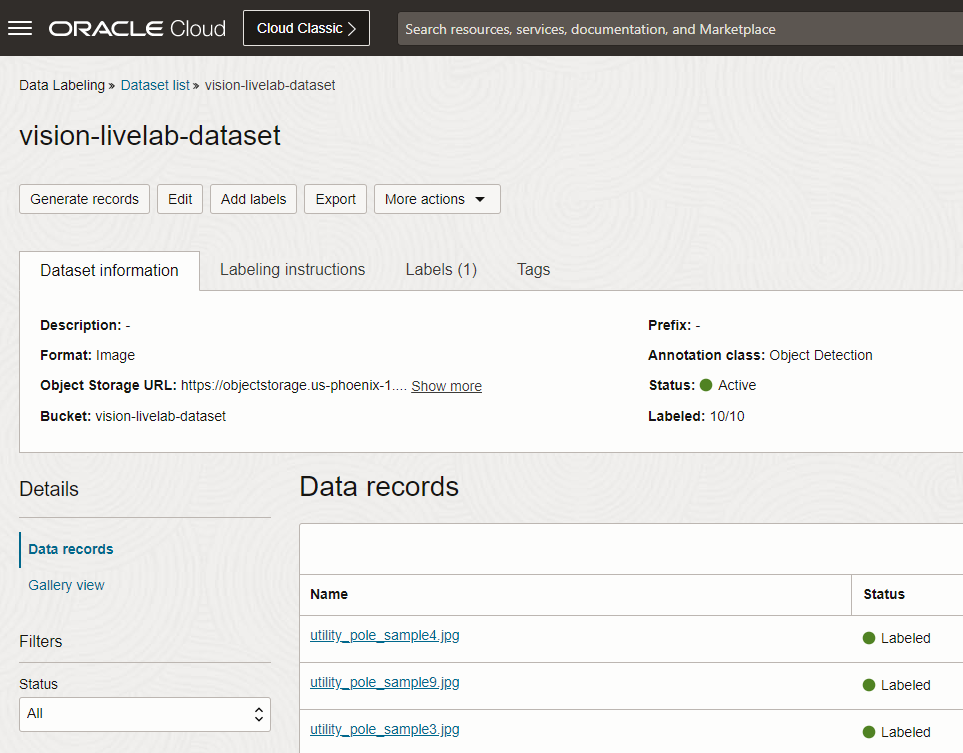 ORACLE Cloud Cloud Classic Search resources, services, documentation, and Marketplace
Data Labeling » Dataset list » vision-livelab-dataset
vision-livelab-dataset
Generate records Edit Add labels Export More actions
Dataset information Labeling instructions Labels (1) Tags
Description: - Prefix: -
Format: Image Annotation class: Object Detection
Object Storage URL: https://objectstorage.us-phoenix-1.... Show more Status: Active
Bucket: vision-livelab-dataset Labeled: 10/10
Details
Data records
Gallery view
Filters
Status
All
Data records
Name Status
utility_pole_sample4.jpg Labeled
utility_pole_sample9.jpg Labeled
utility_pole_sample3.jpg Labeled